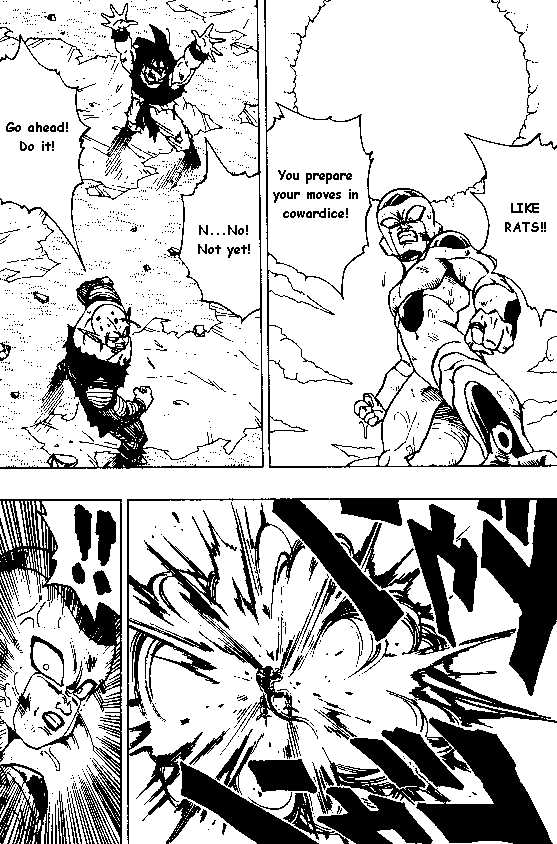 LIKE
RATS!!
You prepare
your moves in
cowardice!
N...No!
Not yet!
Go ahead!
Do it!
!!